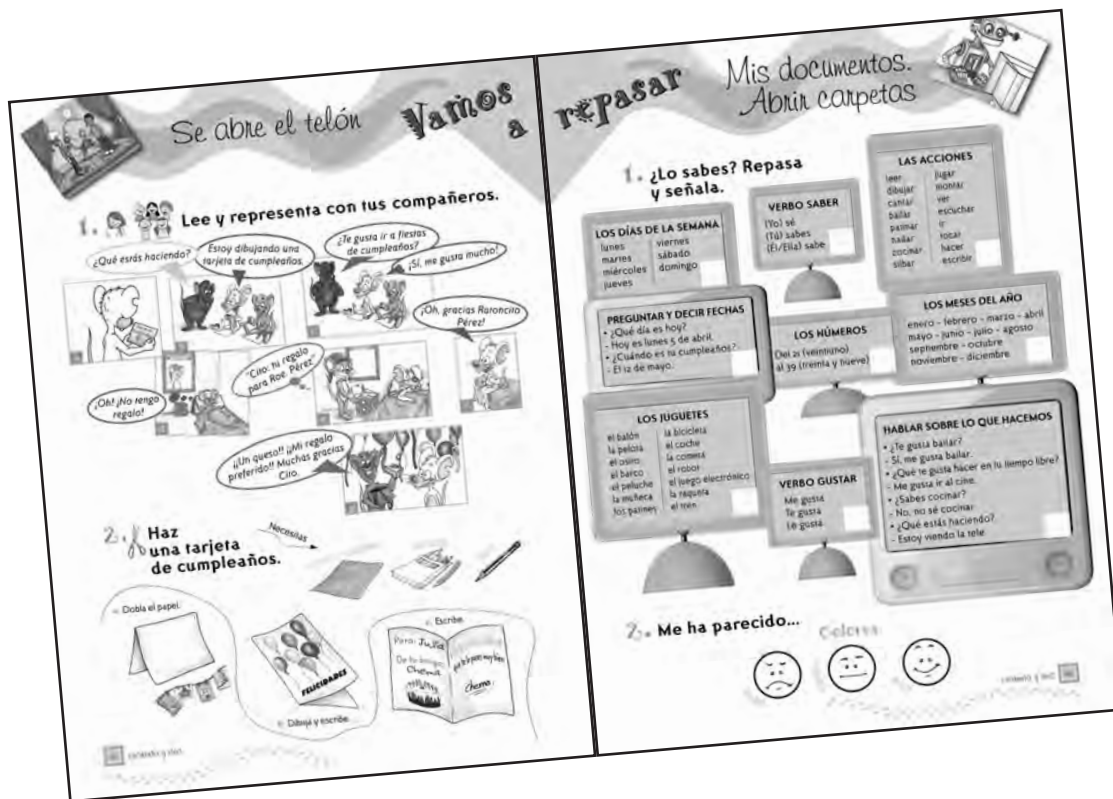 Se abre el telón
Vamos
a
1. Lee y representa con tus compañeros.
¿Qué estás haciendo?
Estoy dibujando una
tarjeta de cumpleaños.
¿Te gusta ir a fiestas
de cumpleaños?
¡Sí, me gusta mucho!
¡Oh! ¡No tengo
regalo!
"Ciro: tu regalo
para Roe. Pérez"
¡Oh, gracias Raroncito
Pérez!
¡¡Un queso!! ¡¡Mi regalo
preferido!! Muchas gracias
Ciro.
2. Haz
una tarjeta
de cumpleaños.
Necesitas
a. Dobla el papel.
FELICIDADES
b. Dibuja y escribe.
c. Escribe.
Para: Julia
De tu amigo:
Chema
que te lo pases muy bien
Chema
repasar
Mis documentos.
Abrir carpetas
1. ¿Lo sabes? Repasa
y señala.
LOS DÍAS DE LA SEMANA
lunes viernes
martes sábado
miércoles domingo
jueves
VERBO SABER
(Yo) sé
(Tú) sabes
(Él/Ella) sabe
LAS ACCIONES
leer jugar
dibujar montar
cantar ver
bailar escuchar
patinar ir
nadar tocar
cocinar hacer
silbar escribir
PREGUNTAR Y DECIR FECHAS
• ¿Qué día es hoy?
- Hoy es lunes 5 de abril.
• ¿Cuándo es tu cumpleaños?
- El 12 de mayo.
LOS NÚMEROS
Del 21 (veintiuno)
al 39 (treinta y nueve)
LOS MESES DEL AÑO
enero - febrero - marzo - abril
mayo - junio - julio - agosto
septiembre - octubre
noviembre - diciembre
LOS JUGUETES
el balón la bicicleta
la pelota el coche
el osito la cometa
el barco el robot
el peluche el juego electrónico
la muñeca la raqueta
los patines el tren
VERBO GUSTAR
Me gusta
Te gusta
Le gusta
HABLAR SOBRE LO QUE HACEMOS
• ¿Te gusta bailar?
- Sí, me gusta bailar.
• ¿Qué te gusta hacer en tu tiempo libre?
- Me gusta ir al cine.
• ¿Sabes cocinar?
- No, no sé cocinar.
• ¿Qué estás haciendo?
- Estoy viendo la tele.
2. Me ha parecido...
Colorea